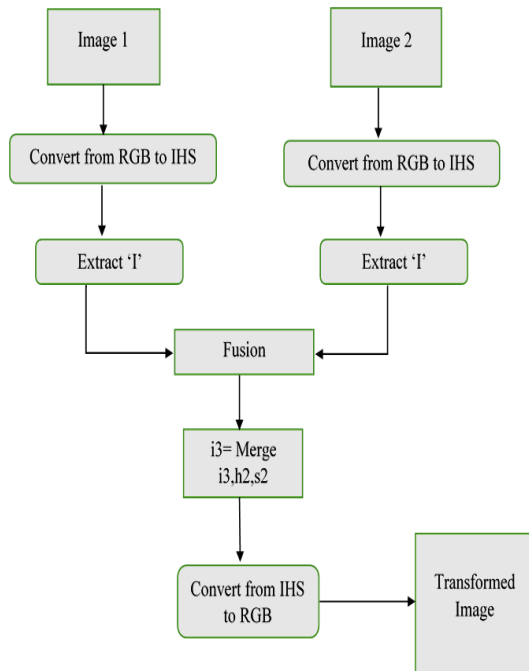 Image 1
Image 2
Convert from RGB to IHS
Convert from RGB to IHS
Extract ‘I’
Extract ‘I’
Fusion
i3= Merge
i3,h2,s2
Convert from IHS
to RGB
Transformed
Image